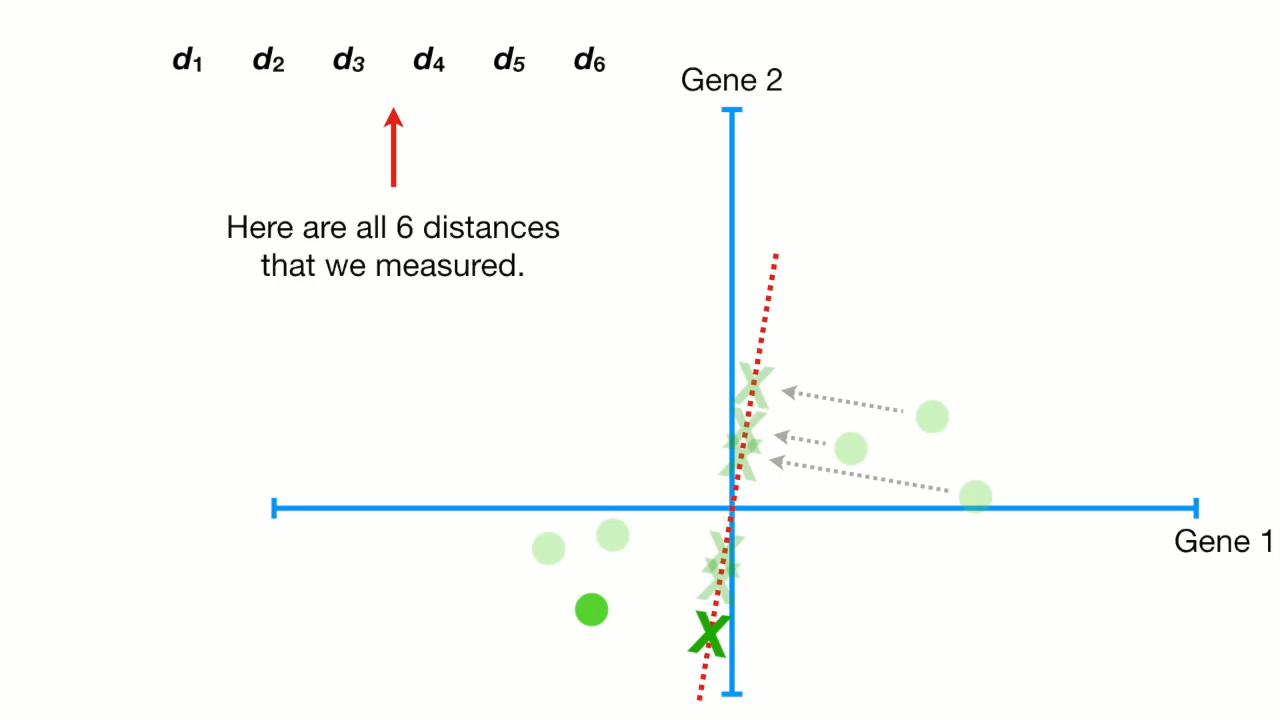 d₁ d₂ d₃ d₄ d₅ d₆
Gene 2
Here are all 6 distances
that we measured.
X
X
X
X
X
X
Gene 1